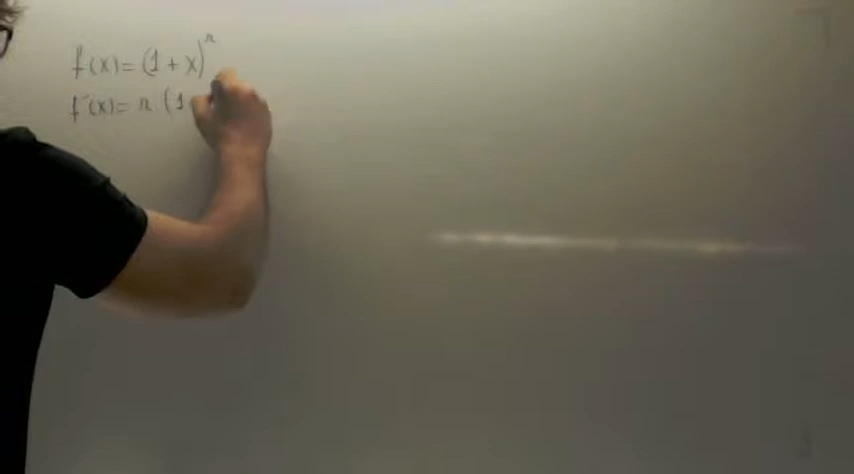 f(x) = (1 + x)^n
f'(x) = n (1